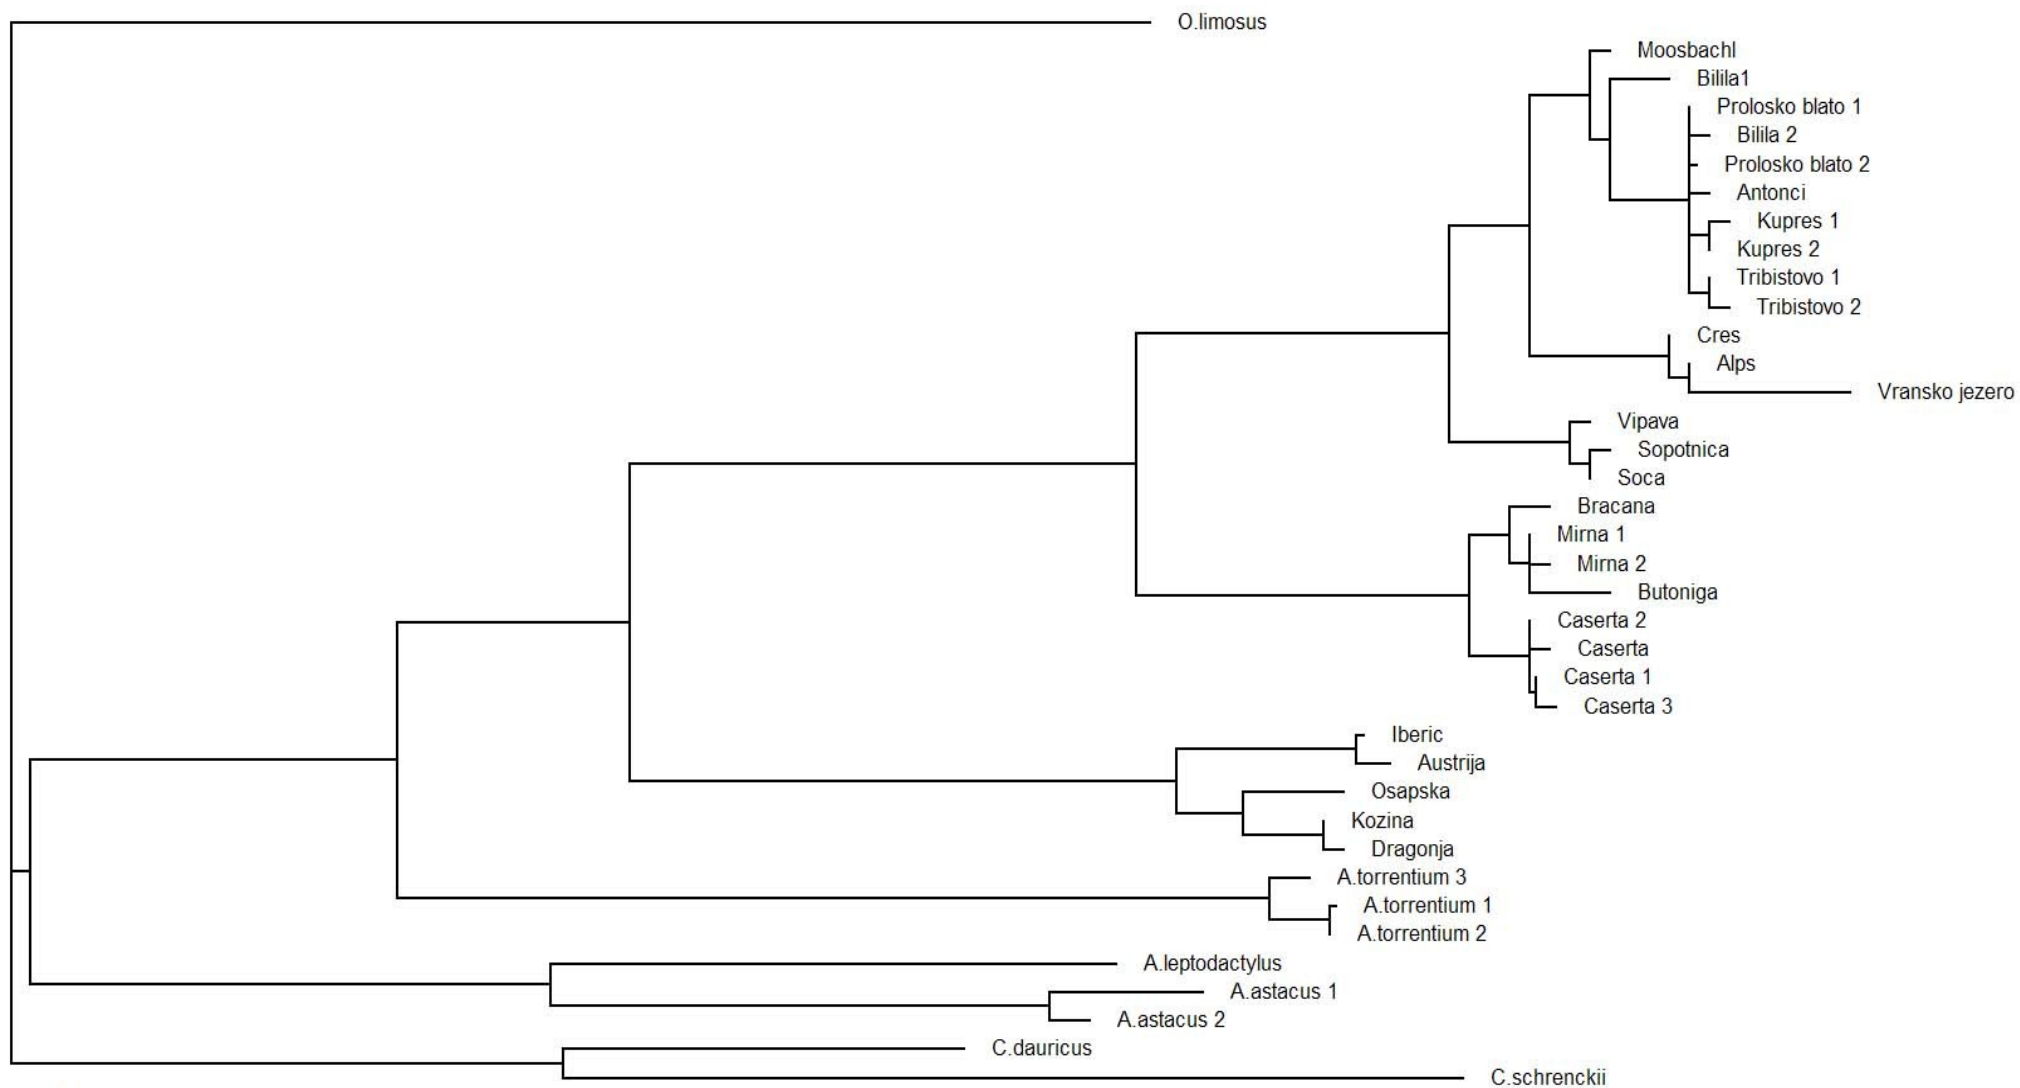 O.limosus
Moosbachl
Bilila1
Prolosko blato 1
Bilila 2
Prolosko blato 2
Antonci
Kupres 1
Kupres 2
Tribistovo 1
Tribistovo 2
Cres
Alps
Vransko jezero
Vipava
Sopotnica
Soca
Bracana
Mirna 1
Mirna 2
Butoniga
Caserta 2
Caserta
Caserta 1
Caserta 3
Iberic
Austrija
Osapska
Kozina
Dragonja
A.torrentium 3
A.torrentium 1
A.torrentium 2
A.leptodactylus
A.astacus 1
A.astacus 2
C.dauricus
C.schrenckii